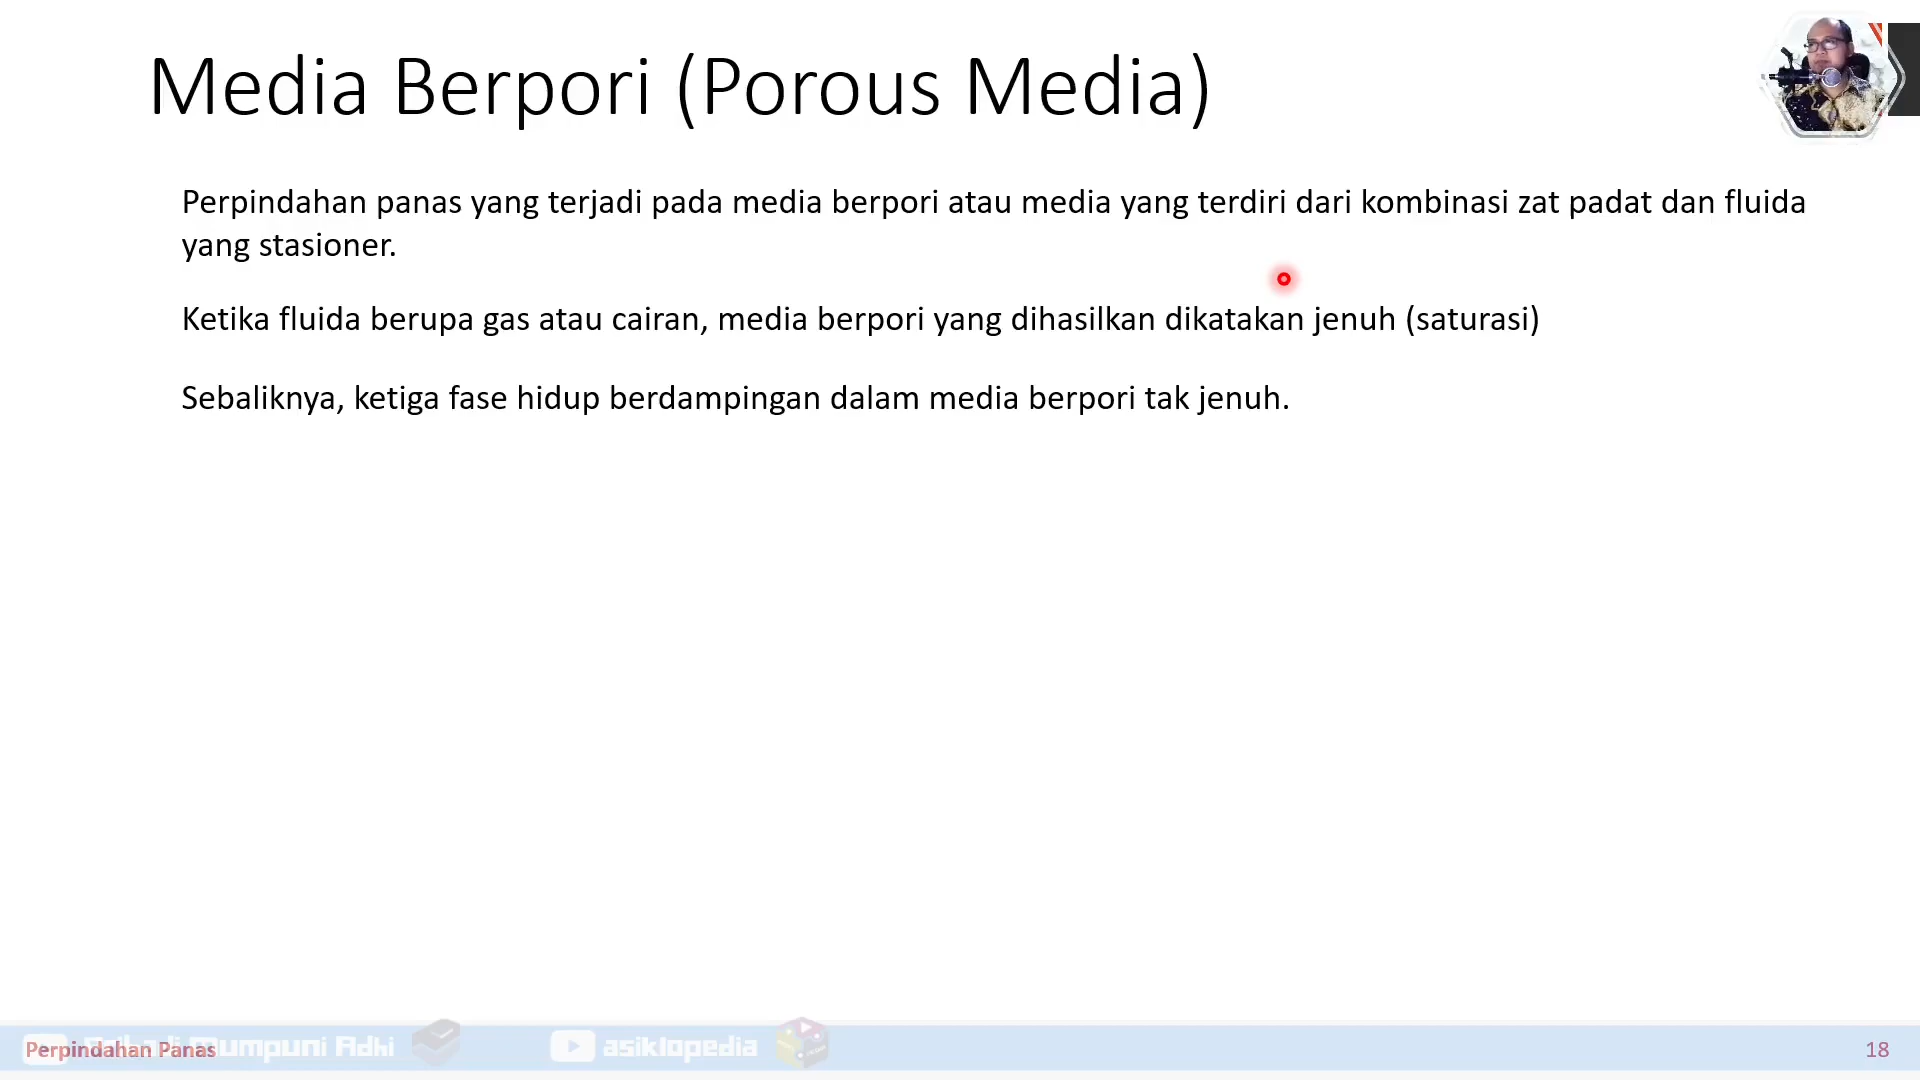 Media Berpori (Porous Media)
Perpindahan panas yang terjadi pada media berpori atau media yang terdiri dari kombinasi zat padat dan fluida
yang stasioner.
Ketika fluida berupa gas atau cairan, media berpori yang dihasilkan dikatakan jenuh (saturasi)
Sebaliknya, ketiga fase hidup berdampingan dalam media berpori tak jenuh.
Perpindahan Panas
Mumpuni Adhi
asiklopedia
18